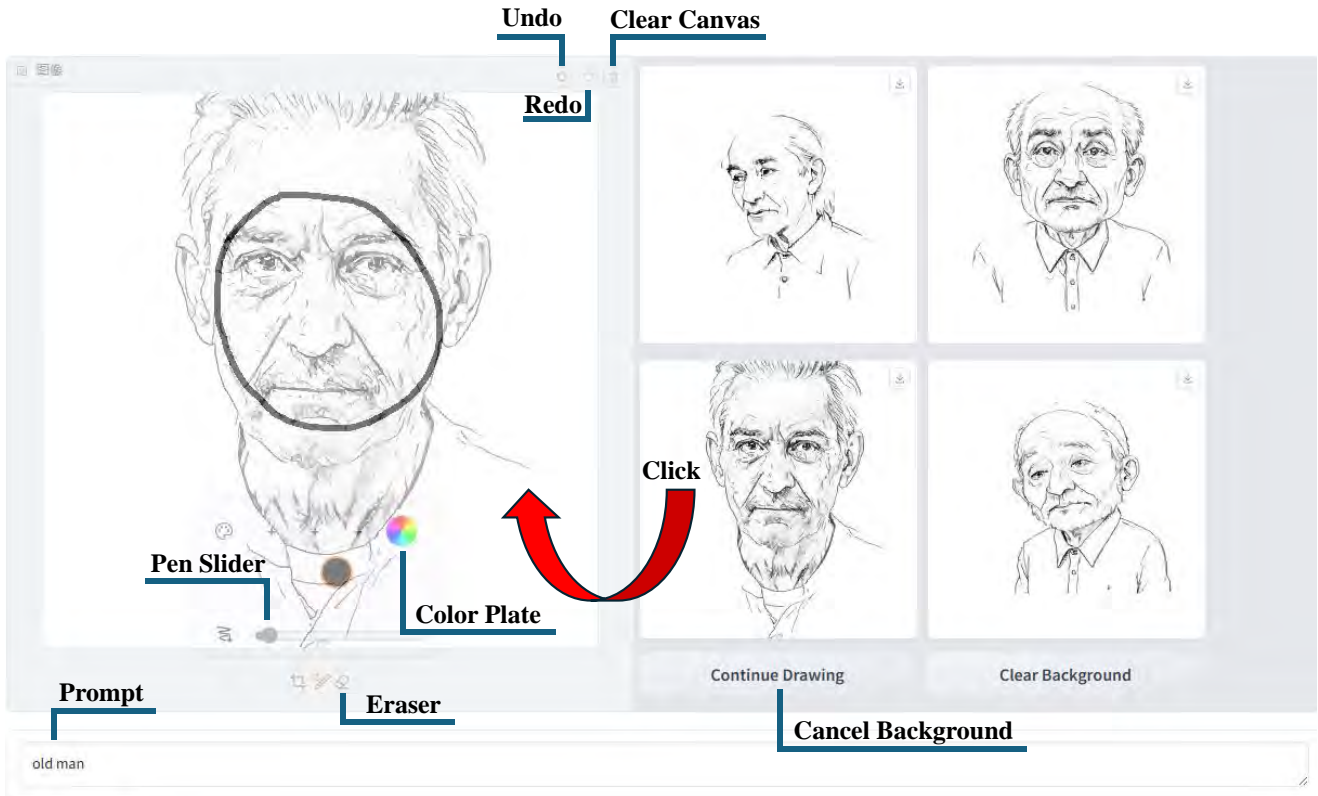 Undo
Clear Canvas
Redo
Click
Pen Slider
Color Plate
Continue Drawing
Clear Background
Prompt
Eraser
Cancel Background
old man